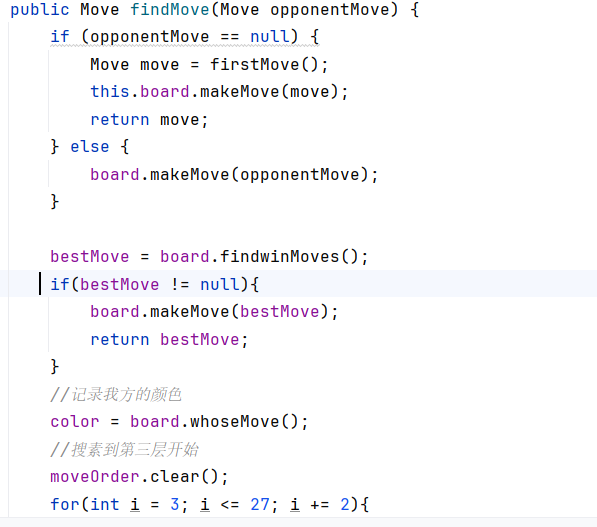 public Move findMove(Move opponentMove) {
if (opponentMove == null) {
Move move = firstMove();
this.board.makeMove(move);
return move;
} else {
board.makeMove(opponentMove);
}
bestMove = board.findwinMoves();
if(bestMove != null){
board.makeMove(bestMove);
return bestMove;
}
//记录我方的颜色
color = board.whoseMove();
//搜素到第三层开始
moveOrder.clear();
for(int i = 3; i <= 27; i += 2){